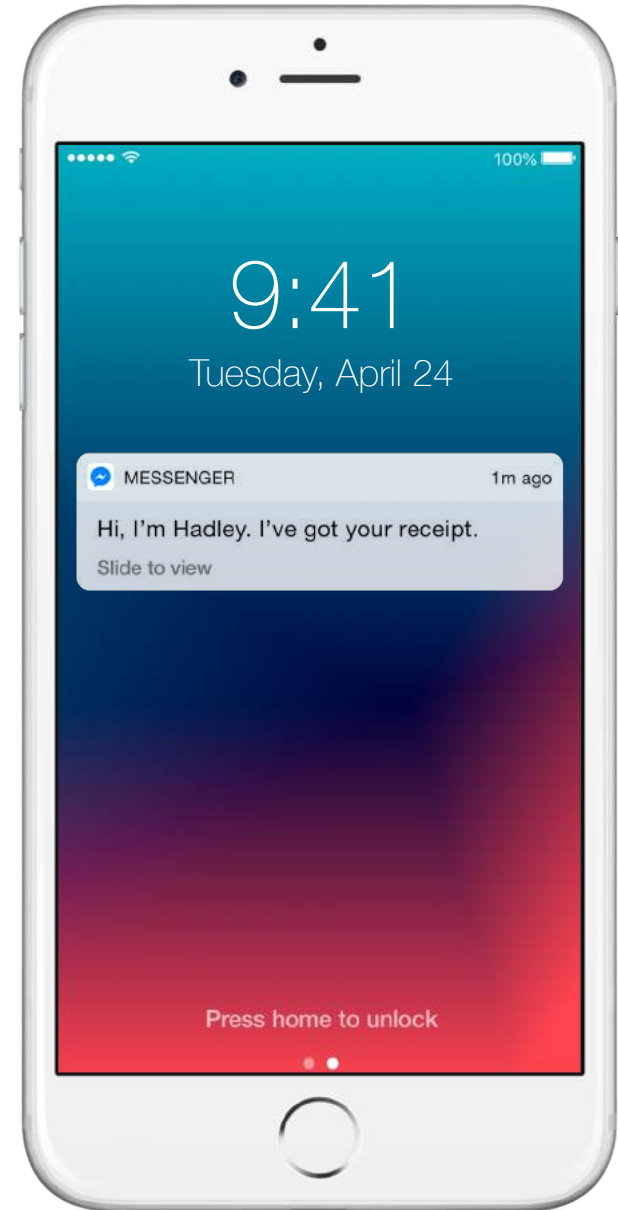 100%
9:41
Tuesday, April 24
MESSENGER 1m ago
Hi, I'm Hadley. I've got your receipt.
Slide to view
Press home to unlock